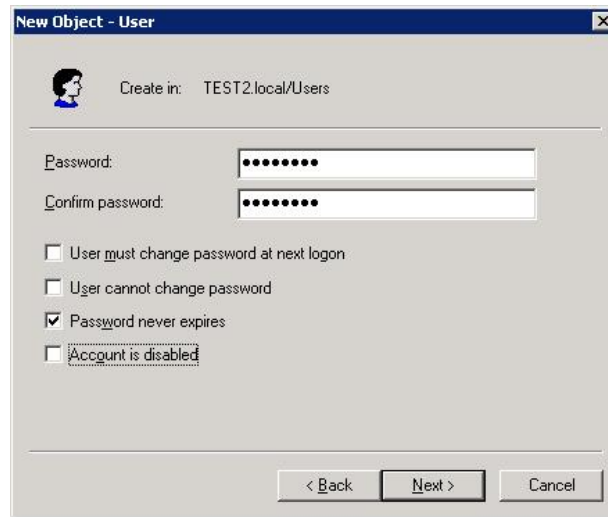 New Object - User
Create in: TEST2.local/Users
Password: ●●●●●●●●
Confirm password: ●●●●●●●●
User must change password at next logon
User cannot change password
Password never expires
Account is disabled
< Back Next > Cancel